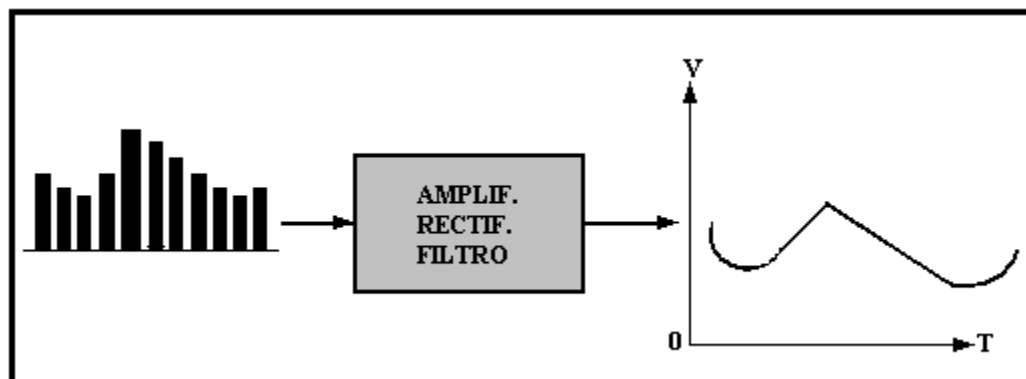 AMPLIF.
RECTIF.
FILTRO
V
0
T